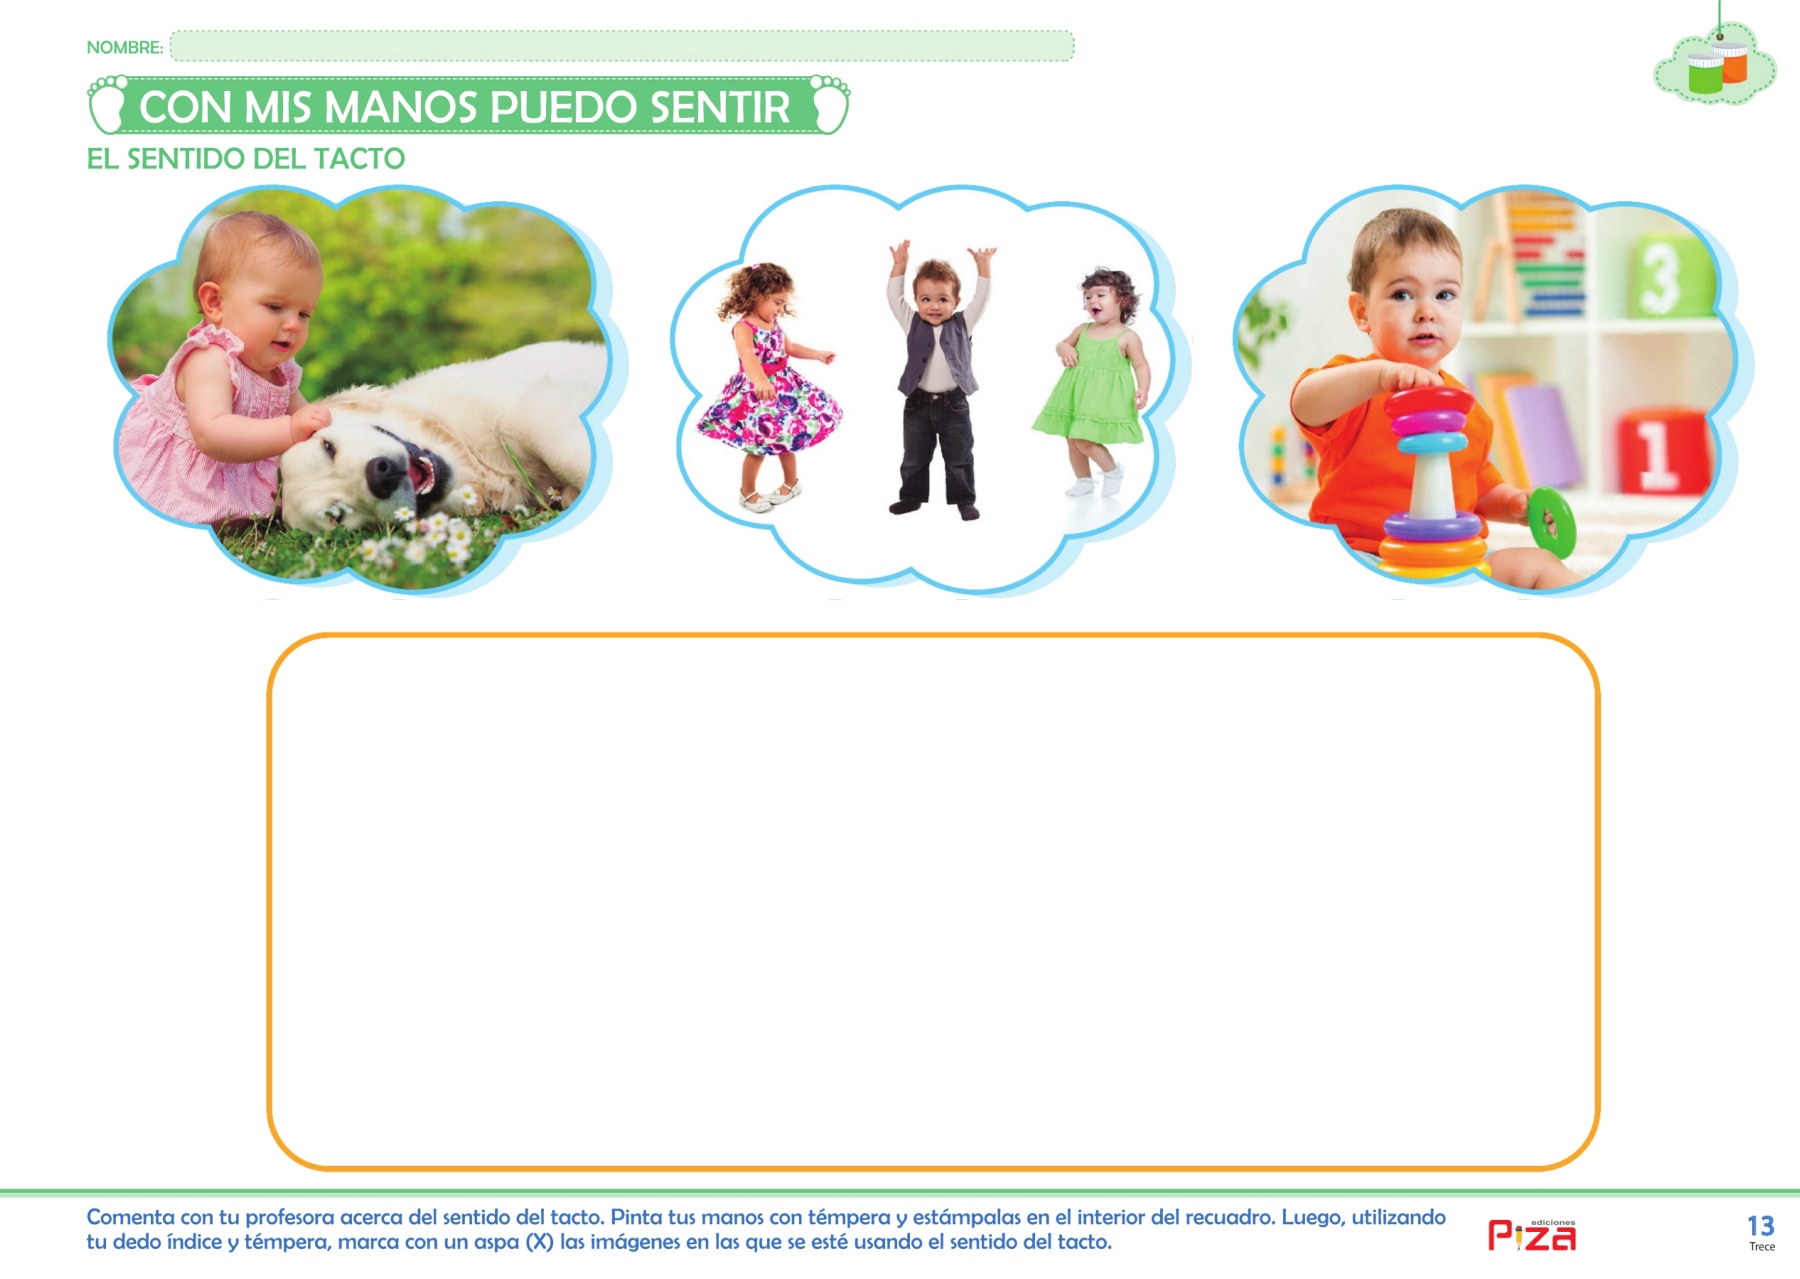 NOMBRE:
CON MIS MANOS PUEDO SENTIR
EL SENTIDO DEL TACTO
3
1
Comenta con tu profesora acerca del sentido del tacto. Pinta tus manos con témpera y estámpalas en el interior del recuadro. Luego, utilizando
tu dedo índice y témpera, marca con un aspa (X) las imágenes en las que se esté usando el sentido del tacto.
ediciones
Piza
13
Trece